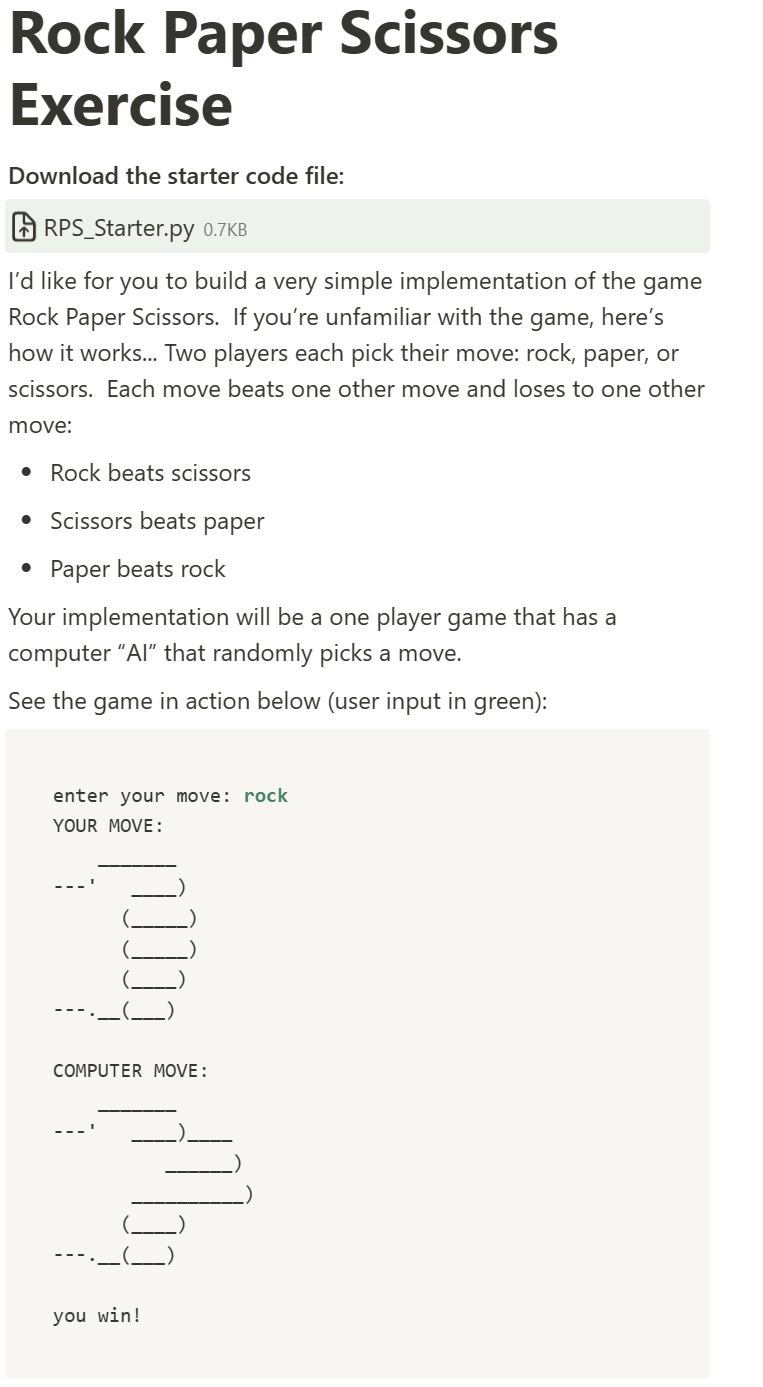 Rock Paper Scissors
Exercise
Download the starter code file:
RPS_Starter.py 0.7KB
I’d like for you to build a very simple implementation of the game
Rock Paper Scissors.  If you’re unfamiliar with the game, here’s
how it works... Two players each pick their move: rock, paper, or
scissors.  Each move beats one other move and loses to one other
move:
• Rock beats scissors
• Scissors beats paper
• Paper beats rock
Your implementation will be a one player game that has a
computer “AI” that randomly picks a move.
See the game in action below (user input in green):
enter your move: rock
YOUR MOVE:
    _______
---'   ____)
      (_____)
      (_____)
      (____)
---.__(___)
COMPUTER MOVE:
    _______
---'   ____)____
          ______)
       __________)
      (____)
---.__(___)
you win!